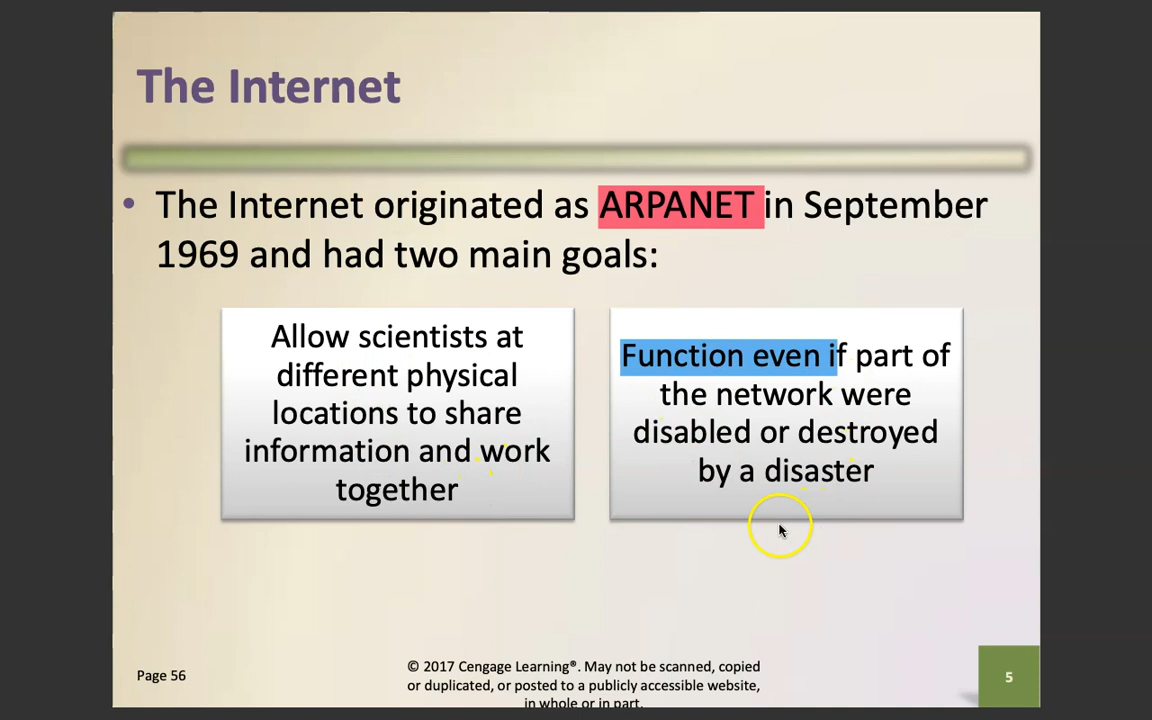 The Internet
• The Internet originated as ARPANET in September
1969 and had two main goals:
Allow scientists at
different physical
locations to share
information and work
together
Function even if part of
the network were
disabled or destroyed
by a disaster
Page 56
© 2017 Cengage Learning®. May not be scanned, copied
or duplicated, or posted to a publicly accessible website,
in whole or in part.
5